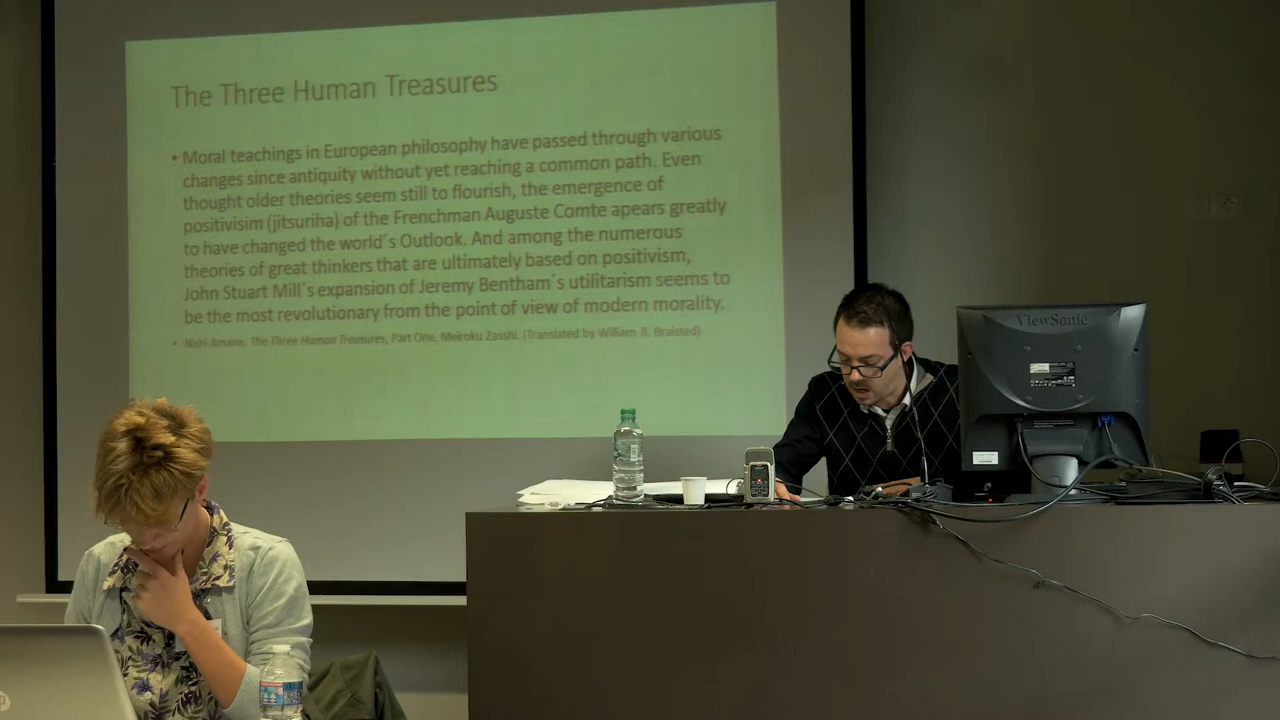 The Three Human Treasures
• Moral teachings in European philosophy have passed through various
changes since antiquity without yet reaching a common path. Even
thought older theories seem still to flourish, the emergence of
positivisim (jitsuriha) of the Frenchman Auguste Comte apears greatly
to have changed the world´s Outlook. And among the numerous
theories of great thinkers that are ultimately based on positivism,
John Stuart Mill´s expansion of Jeremy Bentham´s utilitarism seems to
be the most revolutionary from the point of view of modern morality.
• Nishi Amane, The Three Human Treasures, Part One, Meiroku Zasshi. (Translated by William R. Braisted)
ViewSonic